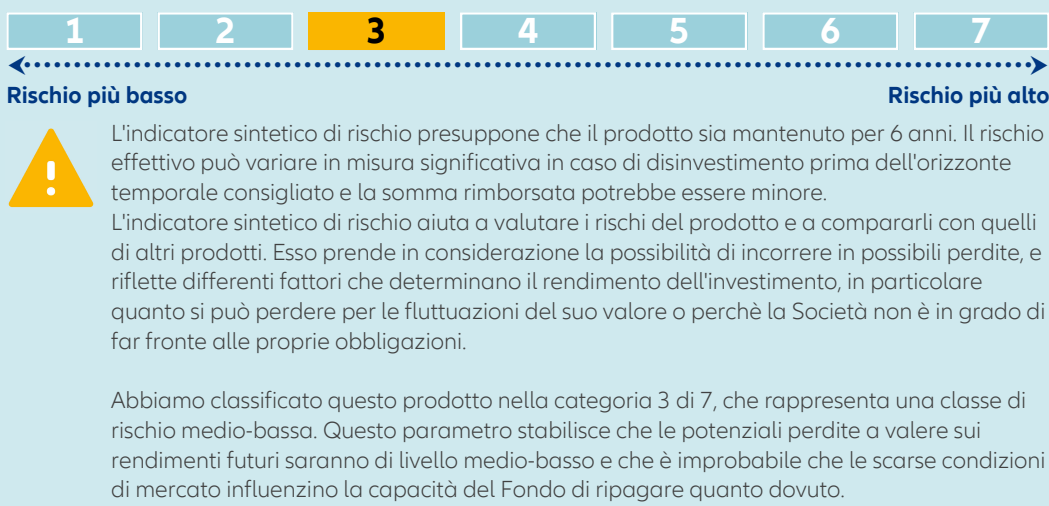 1 2 3 4 5 6 7
Rischio più basso Rischio più alto
L'indicatore sintetico di rischio presuppone che il prodotto sia mantenuto per 6 anni. Il rischio
effettivo può variare in misura significativa in caso di disinvestimento prima dell'orizzonte
temporale consigliato e la somma rimborsata potrebbe essere minore.
L'indicatore sintetico di rischio aiuta a valutare i rischi del prodotto e a compararli con quelli
di altri prodotti. Esso prende in considerazione la possibilità di incorrere in possibili perdite, e
riflette differenti fattori che determinano il rendimento dell'investimento, in particolare
quanto si può perdere per le fluttuazioni del suo valore o perchè la Società non è in grado di
far fronte alle proprie obbligazioni.
Abbiamo classificato questo prodotto nella categoria 3 di 7, che rappresenta una classe di
rischio medio-bassa. Questo parametro stabilisce che le potenziali perdite a valere sui
rendimenti futuri saranno di livello medio-basso e che è improbabile che le scarse condizioni
di mercato influenzino la capacità del Fondo di ripagare quanto dovuto.